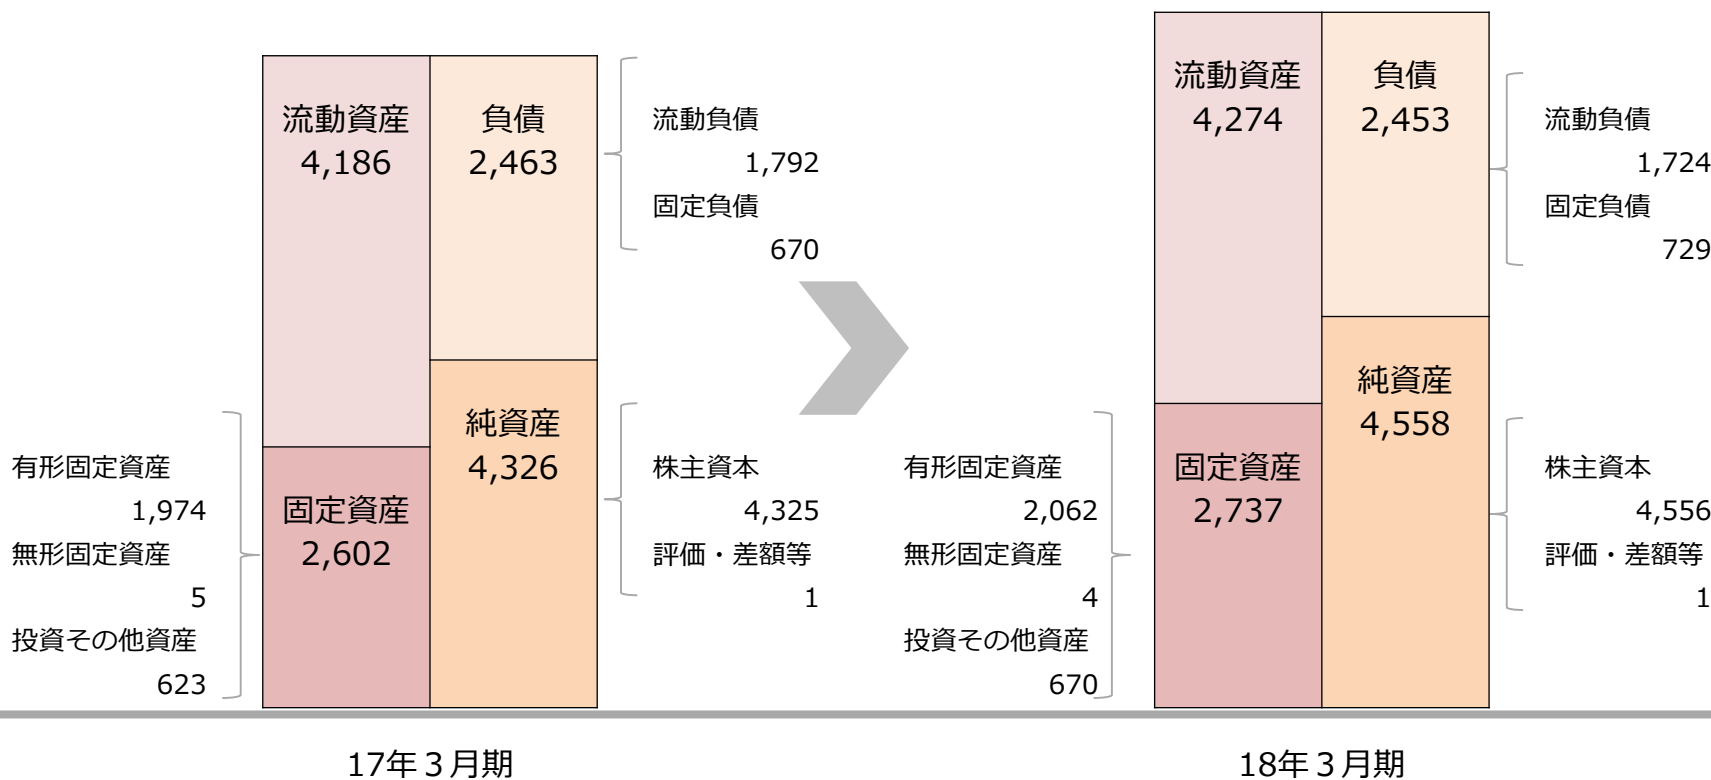 流動資産
4,186
負債
2,463
流動負債
1,792
固定負債
670
有形固定資産
1,974
無形固定資産
5
投資その他資産
623
固定資産
2,602
純資産
4,326
株主資本
4,325
評価・差額等
1
17年３月期
流動資産
4,274
負債
2,453
流動負債
1,724
固定負債
729
有形固定資産
2,062
無形固定資産
4
投資その他資産
670
固定資産
2,737
純資産
4,558
株主資本
4,556
評価・差額等
1
18年３月期